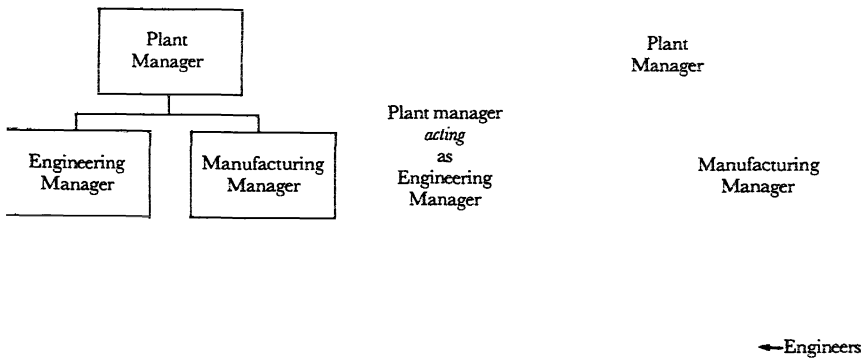 Plant
Manager
Engineering
Manager
Manufacturing
Manager
Plant manager
acting
as
Engineering
Manager
Plant
Manager
Manufacturing
Manager
Engineers